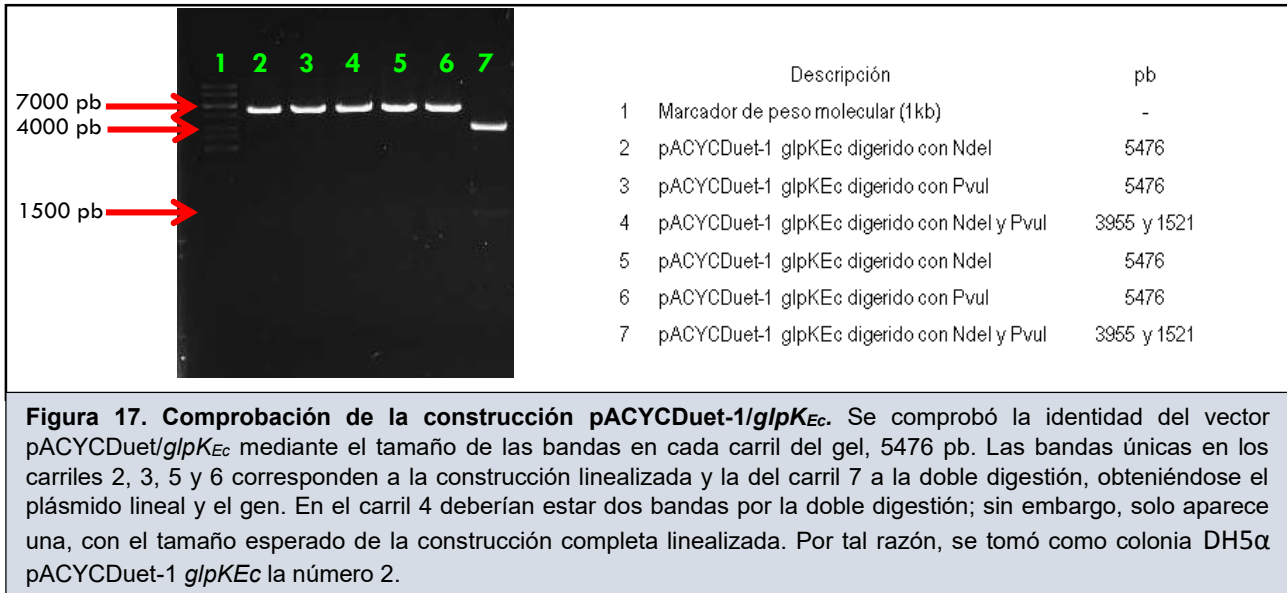 1 2 3 4 5 6 7
7000 pb
4000 pb
1500 pb
Descripción pb
1 Marcador de peso molecular (1kb) -
2 pACYCDuet-1 glpKEc digerido con NdeI 5476
3 pACYCDuet-1 glpKEc digerido con PvuI 5476
4 pACYCDuet-1 glpKEc digerido con NdeI y PvuI 3955 y 1521
5 pACYCDuet-1 glpKEc digerido con NdeI 5476
6 pACYCDuet-1 glpKEc digerido con PvuI 5476
7 pACYCDuet-1 glpKEc digerido con NdeI y PvuI 3955 y 1521
Figura 17. Comprobación de la construcción pACYCDuet-1/glpKEc. Se comprobó la identidad del vector
pACYCDuet/glpKEc mediante el tamaño de las bandas en cada carril del gel, 5476 pb. Las bandas únicas en los
carriles 2, 3, 5 y 6 corresponden a la construcción linealizada y la del carril 7 a la doble digestión, obteniéndose el
plásmido lineal y el gen. En el carril 4 deberían estar dos bandas por la doble digestión; sin embargo, solo aparece
una, con el tamaño esperado de la construcción completa linealizada. Por tal razón, se tomó como colonia DH5α
pACYCDuet-1 glpKEc la número 2.